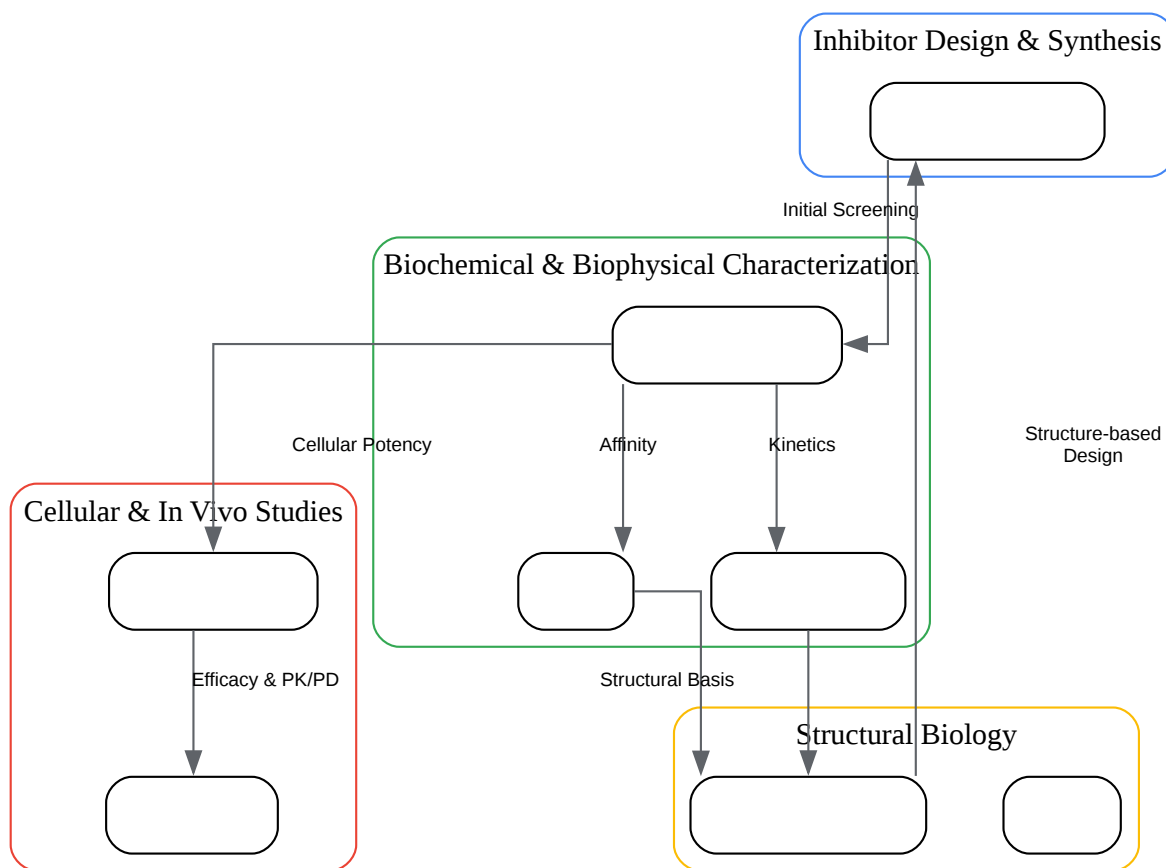 Inhibitor Design & Synthesis
Initial Screening
Biochemical & Biophysical Characterization
Cellular Potency
Affinity
Kinetics
Structure-based
Design
Cellular & In Vivo Studies
Efficacy & PK/PD
Structural Basis
Structural Biology